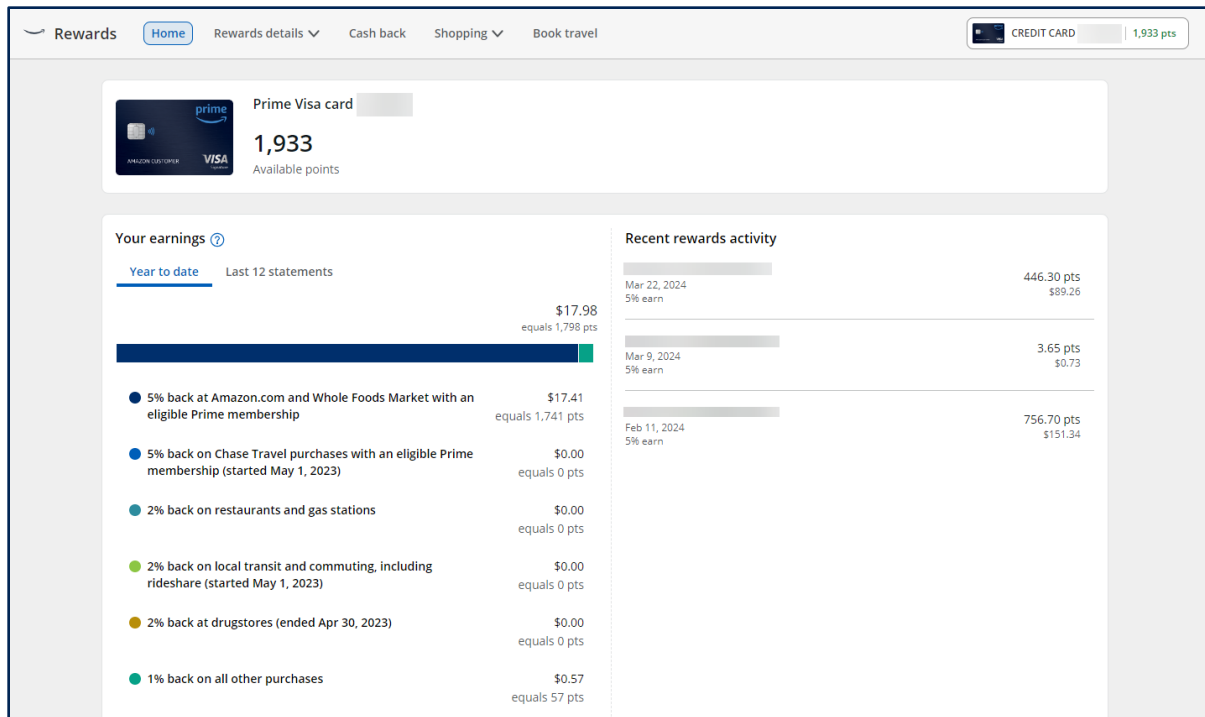 Rewards
Home
Rewards details
Cash back
Shopping
Book travel
CREDIT CARD
1,933 pts
prime
AMAZON CUSTOMER
VISA
Prime Visa card
1,933
Available points
Your earnings ?
Year to date
Last 12 statements
$17.98
equals 1,798 pts
5% back at Amazon.com and Whole Foods Market with an
eligible Prime membership
$17.41
equals 1,741 pts
5% back on Chase Travel purchases with an eligible Prime
membership (started May 1, 2023)
$0.00
equals 0 pts
2% back on restaurants and gas stations
$0.00
equals 0 pts
2% back on local transit and commuting, including
rideshare (started May 1, 2023)
$0.00
equals 0 pts
2% back at drugstores (ended Apr 30, 2023)
$0.00
equals 0 pts
1% back on all other purchases
$0.57
equals 57 pts
Recent rewards activity
Mar 22, 2024
5% earn
446.30 pts
$89.26
Mar 9, 2024
5% earn
3.65 pts
$0.73
Feb 11, 2024
5% earn
756.70 pts
$151.34